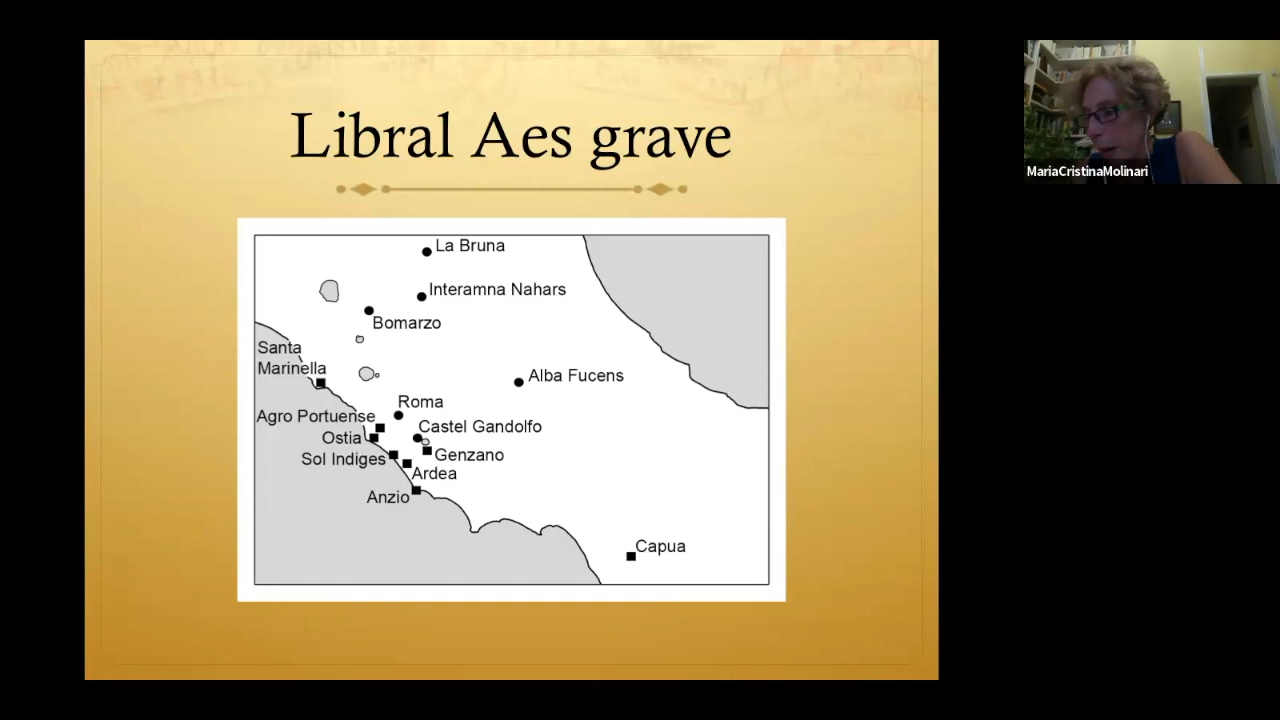 Libral Aes grave
La Bruna
Interamna Nahars
Bomarzo
Santa
Marinella
Alba Fucens
Roma
Agro Portuense
Castel Gandolfo
Ostia
Genzano
Sol Indiges
Ardea
Anzio
Capua
MariaCristinaMolinari